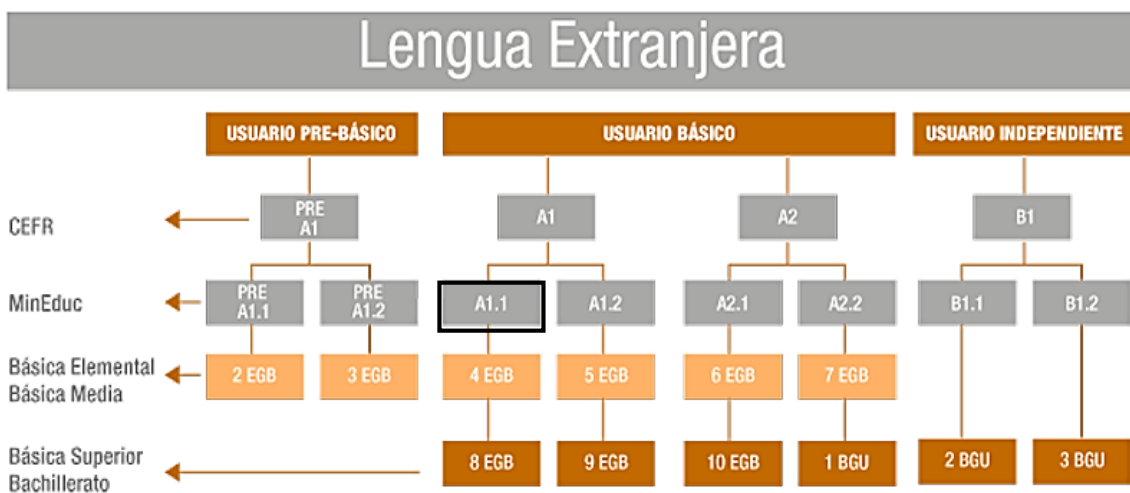 Lengua Extranjera
USUARIO PRE-BÁSICO
USUARIO BÁSICO
USUARIO INDEPENDIENTE
CEFR
PRE
A1
A1
A2
B1
MinEduc
PRE
A1.1
PRE
A1.2
A1.1
A1.2
A2.1
A2.2
B1.1
B1.2
Básica Elemental
Básica Media
2 EGB
3 EGB
4 EGB
5 EGB
6 EGB
7 EGB
Básica Superior
Bachillerato
8 EGB
9 EGB
10 EGB
1 BGU
2 BGU
3 BGU